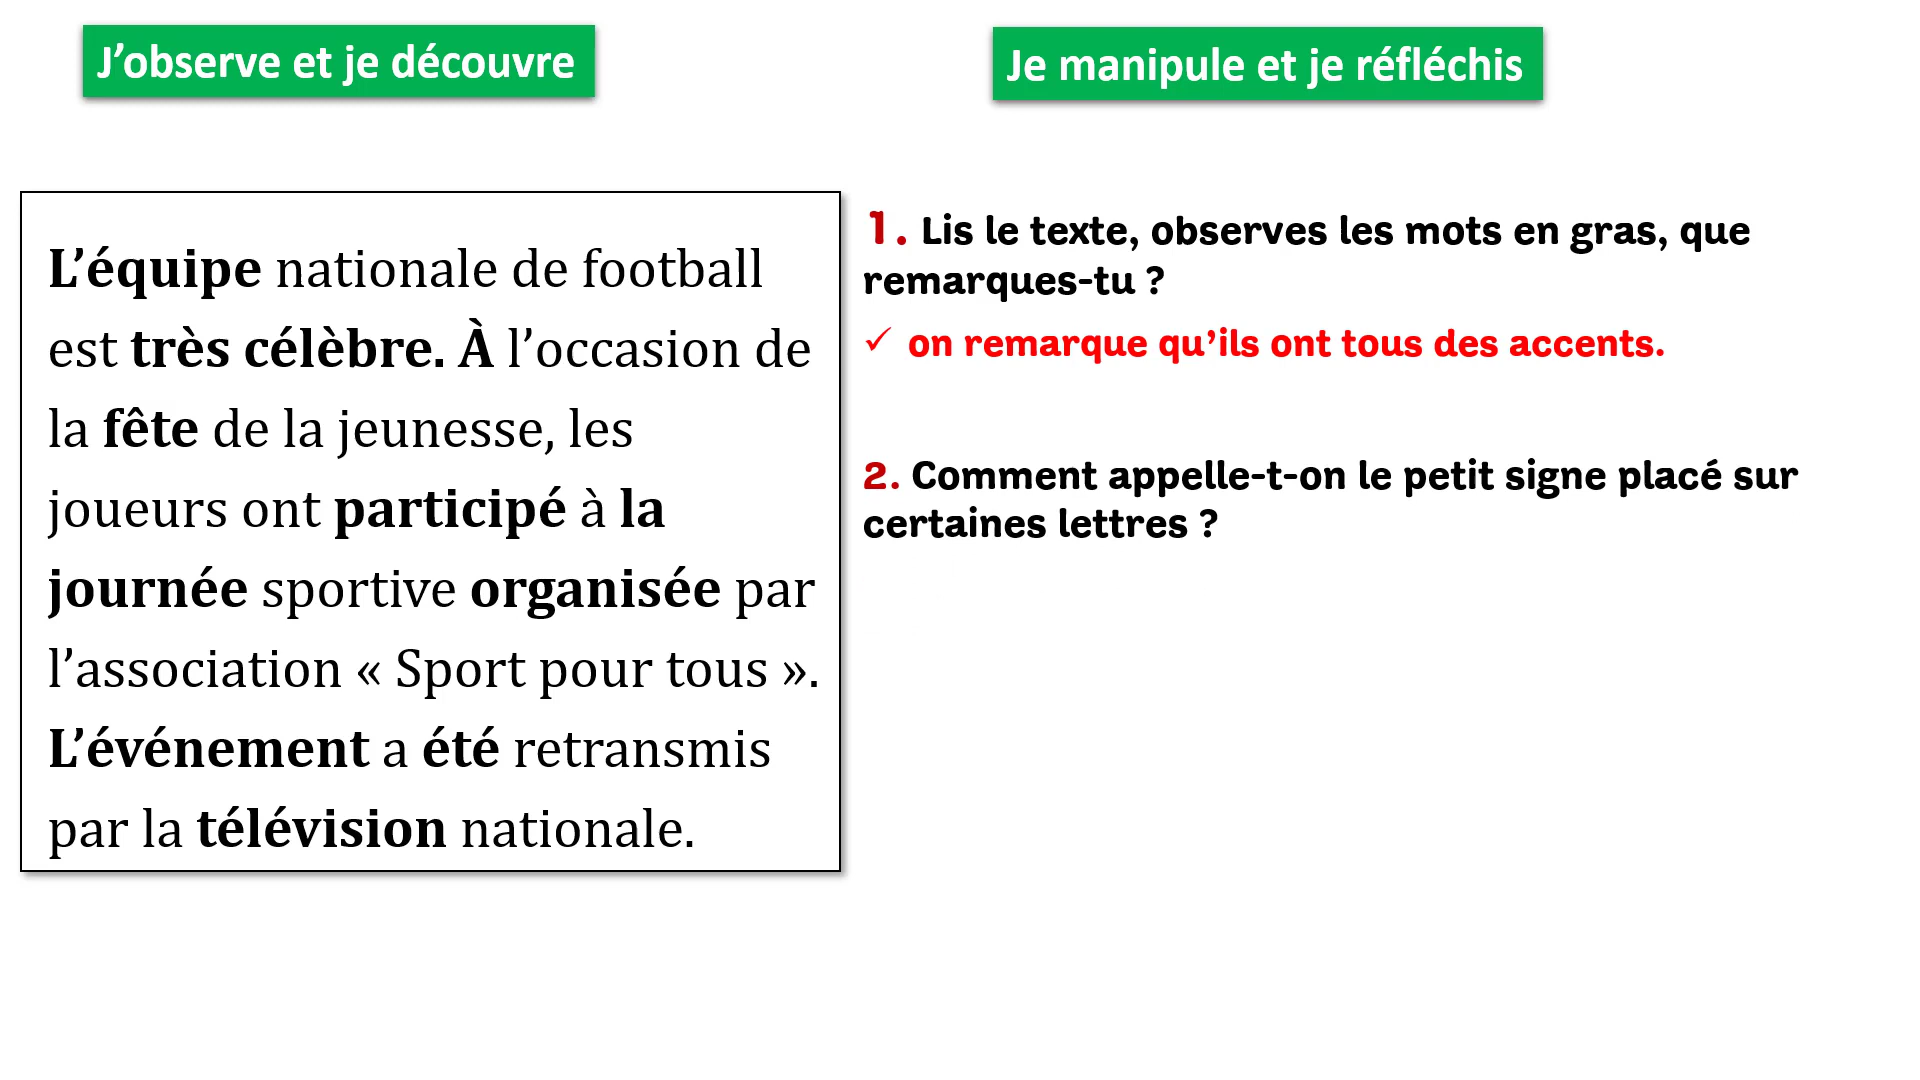 J’observe et je découvre
Je manipule et je réfléchis
L’équipe nationale de football
est très célèbre. À l’occasion de
la fête de la jeunesse, les
joueurs ont participé à la
journée sportive organisée par
l’association « Sport pour tous ».
L’événement a été retransmis
par la télévision nationale.
1. Lis le texte, observes les mots en gras, que
remarques-tu ?
✓ on remarque qu’ils ont tous des accents.
2. Comment appelle-t-on le petit signe placé sur
certaines lettres ?